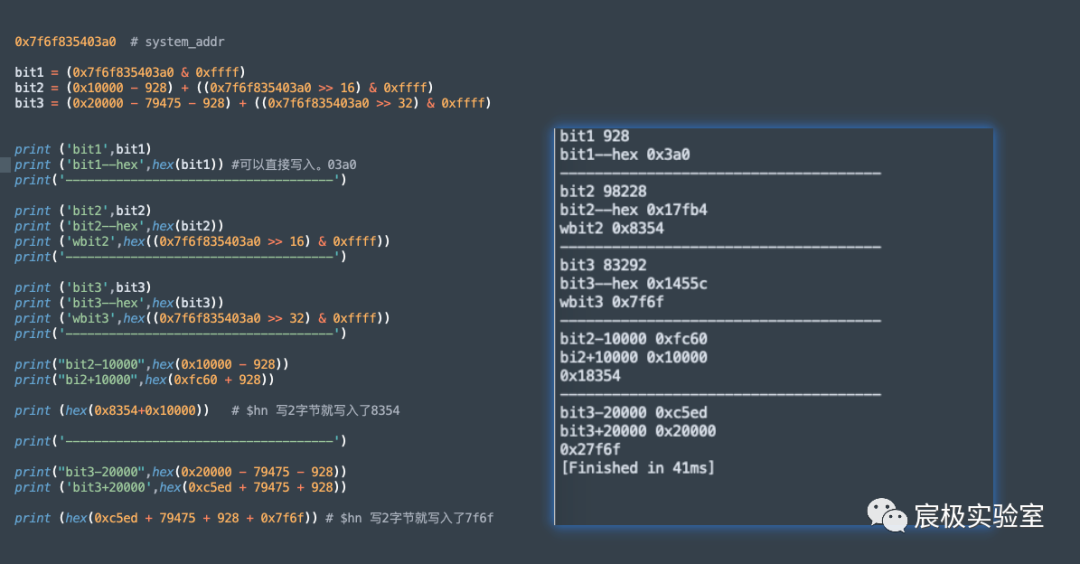 0x7f6f835403a0  # system_addr
bit1 = (0x7f6f835403a0 & 0xffff)
bit2 = (0x10000 - 928) + ((0x7f6f835403a0 >> 16) & 0xffff)
bit3 = (0x20000 - 79475 - 928) + ((0x7f6f835403a0 >> 32) & 0xffff)
print ('bit1',bit1)
print ('bit1--hex',hex(bit1)) #可以直接写入。03a0
print('-------------------------------------')
print ('bit2',bit2)
print ('bit2--hex',hex(bit2))
print ('wbit2',hex((0x7f6f835403a0 >> 16) & 0xffff))
print('-------------------------------------')
print ('bit3',bit3)
print ('bit3--hex',hex(bit3))
print ('wbit3',hex((0x7f6f835403a0 >> 32) & 0xffff))
print('-------------------------------------')
print("bit2-10000",hex(0x10000 - 928))
print("bi2+10000",hex(0xfc60 + 928))
print (hex(0x8354+0x10000))   # $hn 写2字节就写入了8354
print('-------------------------------------')
print("bit3-20000",hex(0x20000 - 79475 - 928))
print ('bit3+20000',hex(0xc5ed + 79475 + 928))
print (hex(0xc5ed + 79475 + 928 + 0x7f6f)) # $hn 写2字节就写入了7f6f
bit1 928
bit1--hex 0x3a0
-------------------------------------
bit2 98228
bit2--hex 0x17fb4
wbit2 0x8354
-------------------------------------
bit3 83292
bit3--hex 0x1455c
wbit3 0x7f6f
-------------------------------------
bit2-10000 0xfc60
bi2+10000 0x10000
0x18354
-------------------------------------
bit3-20000 0xc5ed
bit3+20000 0x20000
0x27f6f
[Finished in 41ms]
宸极实验室